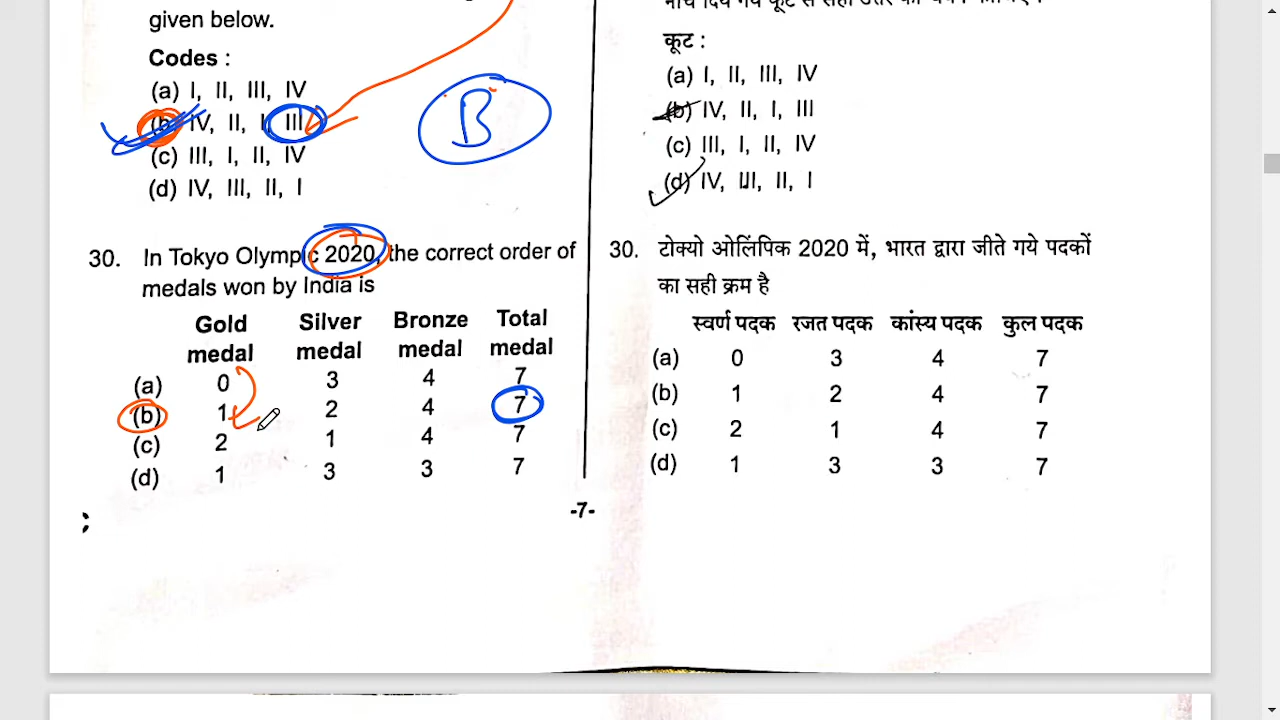 given below.
Codes :
(a) I, II, III, IV
(b) IV, II, I, III
(c) III, I, II, IV
(d) IV, III, II, I
B
30. In Tokyo Olympic 2020, the correct order of
medals won by India is
Gold medal Silver medal Bronze medal Total medal
(a) 0 3 4 7
(b) 1 2 4 7
(c) 2 1 4 7
(d) 1 3 3 7
नीचे दिये गये कूट से सही उत्तर का चयन कीजिए।
कूट :
(a) I, II, III, IV
(b) IV, II, I, III
(c) III, I, II, IV
(d) IV, III, II, I
30. टोक्यो ओलिंपिक 2020 में, भारत द्वारा जीते गये पदकों
का सही क्रम है
स्वर्ण पदक रजत पदक कांस्य पदक कुल पदक
(a) 0 3 4 7
(b) 1 2 4 7
(c) 2 1 4 7
(d) 1 3 3 7
-7-
;